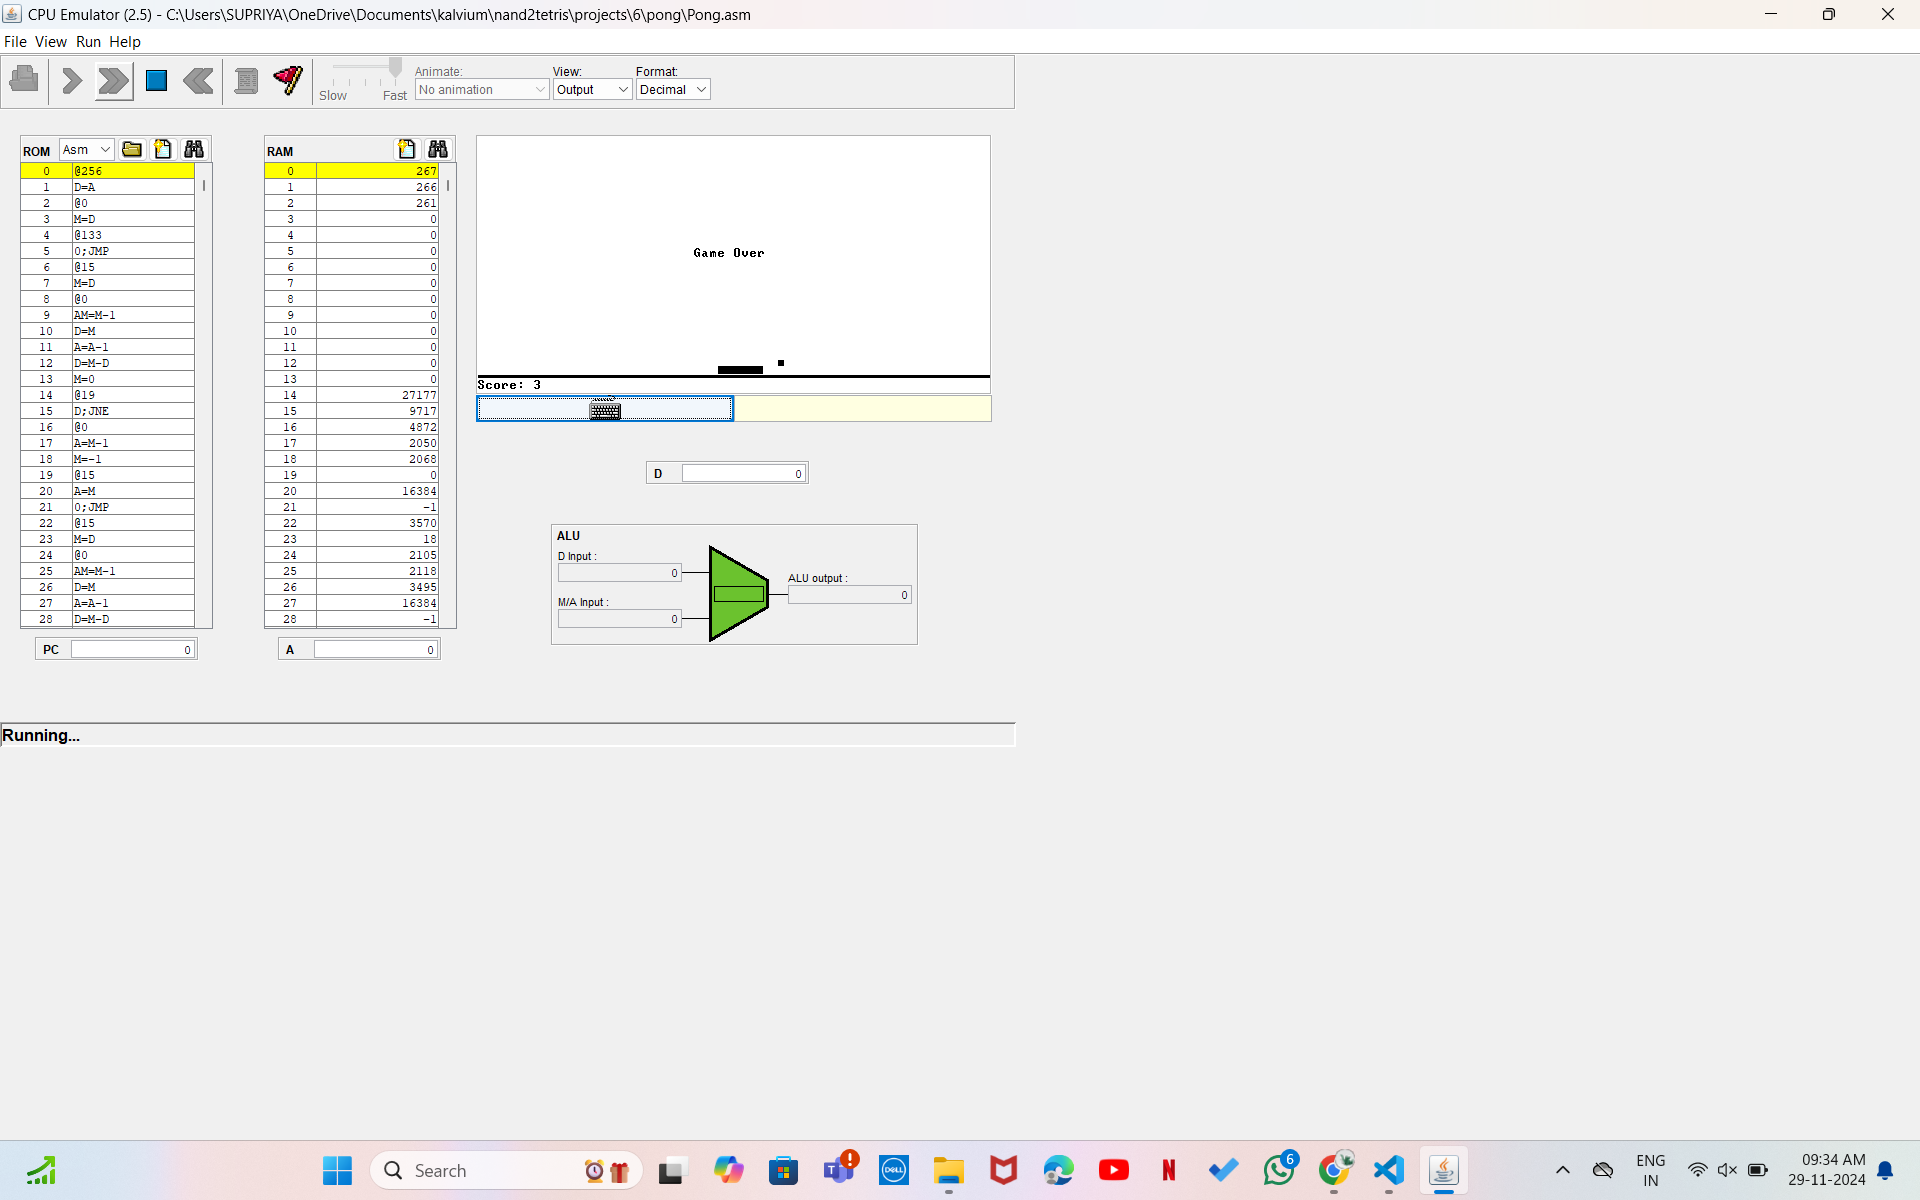 CPU Emulator (2.5) - C:\Users\SUPRIYA\OneDrive\Documents\kalvium\nand2tetris\projects\6\pong\Pong.asm
File View Run Help
Slow Fast
Animate:
No animation
View:
Output
Format:
Decimal
ROM Asm
0 @256
1 D=A
2 @0
3 M=D
4 @133
5 0;JMP
6 @15
7 M=D
8 @0
9 AM=M-1
10 D=M
11 A=A-1
12 D=M-D
13 M=0
14 @19
15 D;JNE
16 @0
17 A=M-1
18 M=-1
19 @15
20 A=M
21 0;JMP
22 @15
23 M=D
24 @0
25 AM=M-1
26 D=M
27 A=A-1
28 D=M-D
PC 0
RAM
0 267
1 266
2 261
3 0
4 0
5 0
6 0
7 0
8 0
9 0
10 0
11 0
12 0
13 0
14 27177
15 9717
16 4872
17 2050
18 2068
19 0
20 16384
21 -1
22 3570
23 18
24 2105
25 2118
26 3495
27 16384
28 -1
A 0
Game Over
Score: 3
D 0
ALU
D Input :
0
M/A Input :
0
ALU output :
0
Running...
Search
DELL
6
ENG
IN
09:34 AM
29-11-2024